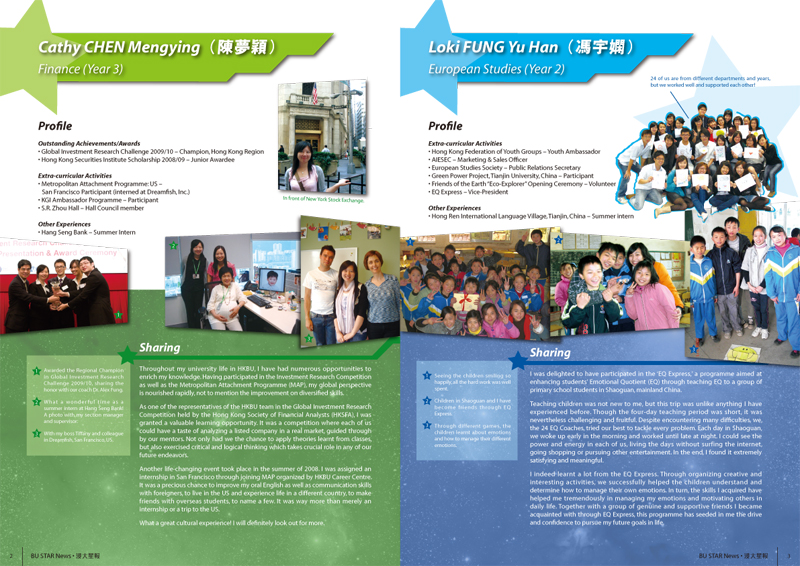 Cathy CHEN Mengying（陳夢穎）
Finance (Year 3)
Profile
Outstanding Achievements/Awards
• Global Investment Research Challenge 2009/10 – Champion, Hong Kong Region
• Hong Kong Securities Institute Scholarship 2008/09 – Junior Awardee
Extra-curricular Activities
• Metropolitan Attachment Programme: US –
San Francisco Participant (interned at Dreamfish, Inc.)
• KGI Ambassador Programme – Participant
• S.R. Zhou Hall – Hall Council member
Other Experiences
• Hang Seng Bank – Summer Intern
In front of New York Stock Exchange.
Presentation & Award Ceremony
1
2
3
Sharing
1 Awarded the Regional Champion
in Global Investment Research
Challenge 2009/10, sharing the
honor with our coach Dr. Alex Fung.
2 What a wonderful time as a
summer intern at Hang Seng Bank!
A photo with my section manager
and supervisor.
3 With my boss Tiffany and colleague
in Dreamfish, San Francisco, US.
Throughout my university life in HKBU, I have had numerous opportunities to
enrich my knowledge. Having participated in the Investment Research Competition
as well as the Metropolitan Attachment Programme (MAP), my global perspective
is nourished rapidly, not to mention the improvement on diversified skills.
As one of the representatives of the HKBU team in the Global Investment Research
Competition held by the Hong Kong Society of Financial Analysts (HKSFA), I was
granted a valuable learning opportunity. It was a competition where each of us
could have a taste of analysing a listed company in a real market, guided through
by our mentors. Not only had we the chance to apply theories learnt from classes,
but also exercised critical and logical thinking which takes crucial role in any of our
future endeavors.
Another life-changing event took place in the summer of 2008. I was assigned an
internship in San Francisco through joining MAP organized by HKBU Career Centre.
It was a precious chance to improve my oral English as well as communication skills
with foreigners, to live in the US and experience life in a different country, to make
friends with overseas students, to name a few. It was way more than merely an
internship or a trip to the US.
What a great cultural experience! I will definitely look out for more.
2 BU STAR News • 浸大星報
Loki FUNG Yu Han（馮宇嫻）
European Studies (Year 2)
24 of us are from different departments and years,
but we worked well and supported each other!
Profile
Extra-curricular Activities
• Hong Kong Federation of Youth Groups – Youth Ambassador
• AIESEC – Marketing & Sales Officer
• European Studies Society – Public Relations Secretary
• Green Power Project, Tianjin University, China – Participant
• Friends of the Earth "Eco-Explorer" Opening Ceremony – Volunteer
• EQ Express – Vice-President
Other Experiences
• Hong Ren International Language Village, Tianjin, China – Summer intern
1
2
3
Sharing
1 Seeing the children smiling so
happily, all the hard work was well
spent.
2 Children in Shaoguan and I have
became friends through EQ
Express.
3 Through different games, the
children learnt about emotions
and how to manage their different
emotions.
I was delighted to have participated in the 'EQ Express,' a programme aimed at
enhancing students' Emotional Quotient (EQ) through teaching EQ to a group of
primary school students in Shaoguan, mainland China.
Teaching children was not new to me, but this trip was unlike anything I have
experienced before. Though the four-day teaching period was short, it was
nevertheless challenging and fruitful. Despite encountering many difficulties, we,
the 24 EQ Coaches, tried our best to tackle every problem. Each day in Shaoguan,
we woke up early in the morning and worked until late at night. I could see the
power and energy in each of us, living the days without surfing the internet,
going shopping or pursuing other entertainment. In the end, I found it extremely
satisfying and meaningful.
I indeed learnt a lot from the EQ Express. Through organizing creative and
interesting activities, we successfully helped the children understand and
determine how to manage their own emotions. In turn, the skills I acquired have
helped me tremendously in managing my emotions and motivating others in
daily life. Together with a group of genuine and supportive friends I became
acquainted with through EQ Express, this programme has seeded in me the drive
and confidence to pursue my future goals in life.
BU STAR News • 浸大星報 3